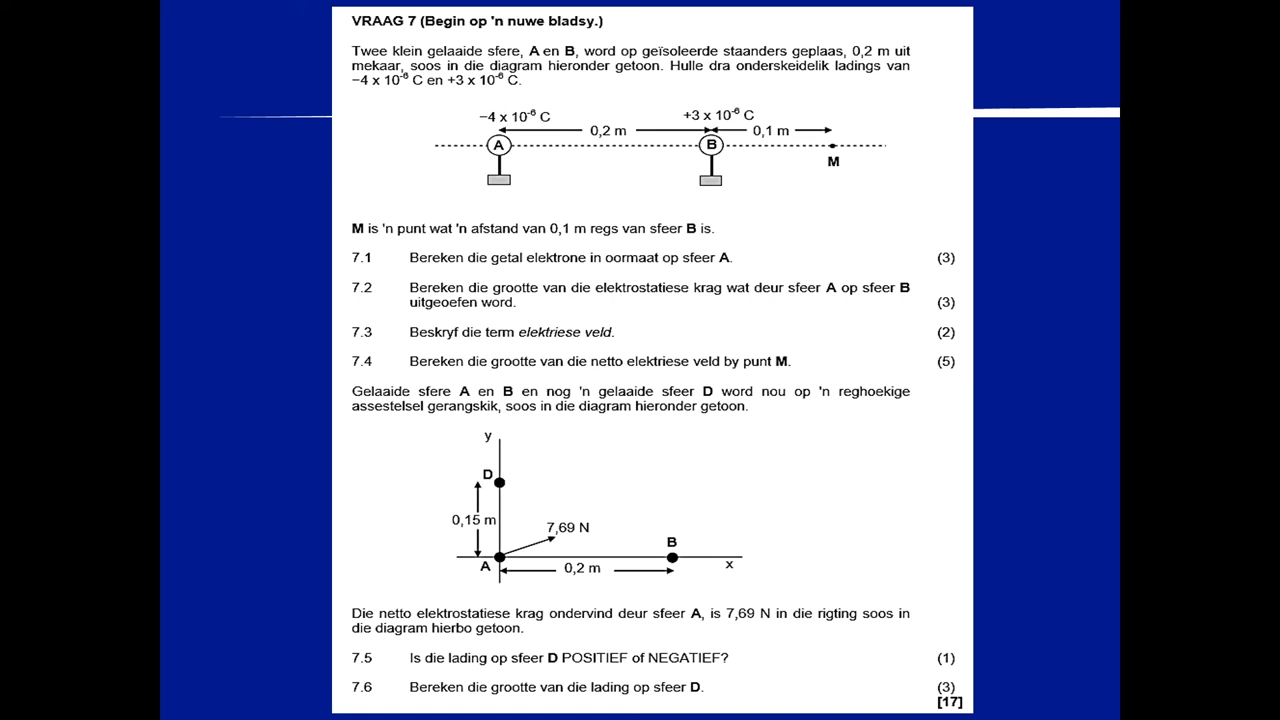 VRAAG 7 (Begin op 'n nuwe bladsy.)
Twee klein gelaaide sfere, A en B, word op geïsoleerde staanders geplaas, 0,2 m uit
mekaar, soos in die diagram hieronder getoon. Hulle dra onderskeidelik ladings van
−4 x 10⁻⁶ C en +3 x 10⁻⁶ C.
−4 x 10⁻⁶ C +3 x 10⁻⁶ C
0,2 m 0,1 m
A B
M
M is 'n punt wat 'n afstand van 0,1 m regs van sfeer B is.
7.1 Bereken die getal elektrone in oormaat op sfeer A. (3)
7.2 Bereken die grootte van die elektrostatiese krag wat deur sfeer A op sfeer B
uitgeoefen word. (3)
7.3 Beskryf die term elektriese veld. (2)
7.4 Bereken die grootte van die netto elektriese veld by punt M. (5)
Gelaaide sfere A en B en nog 'n gelaaide sfeer D word nou op 'n reghoekige
assestelsel gerangskik, soos in die diagram hieronder getoon.
y
D
0,15 m
7,69 N
B
A 0,2 m x
Die netto elektrostatiese krag ondervind deur sfeer A, is 7,69 N in die rigting soos in
die diagram hierbo getoon.
7.5 Is die lading op sfeer D POSITIEF of NEGATIEF? (1)
7.6 Bereken die grootte van die lading op sfeer D. (3)
[17]